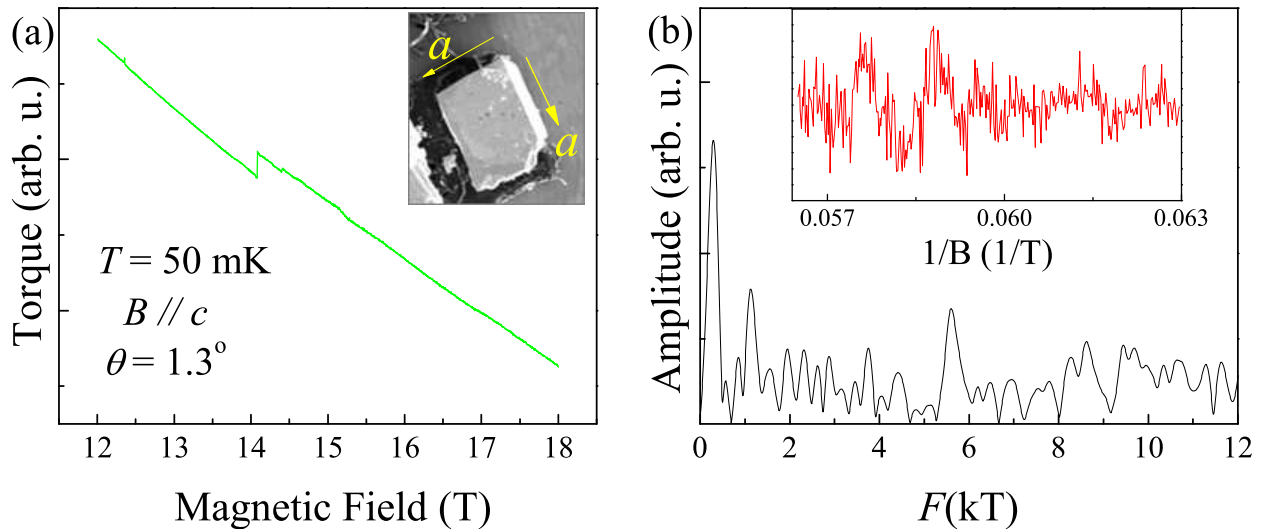 (a)
a
a
T = 50 mK
B // c
θ = 1.3°
Torque (arb. u.)
12 13 14 15 16 17 18
Magnetic Field (T)
(b)
0.057 0.060 0.063
1/B (1/T)
Amplitude (arb. u.)
0 2 4 6 8 10 12
F(kT)